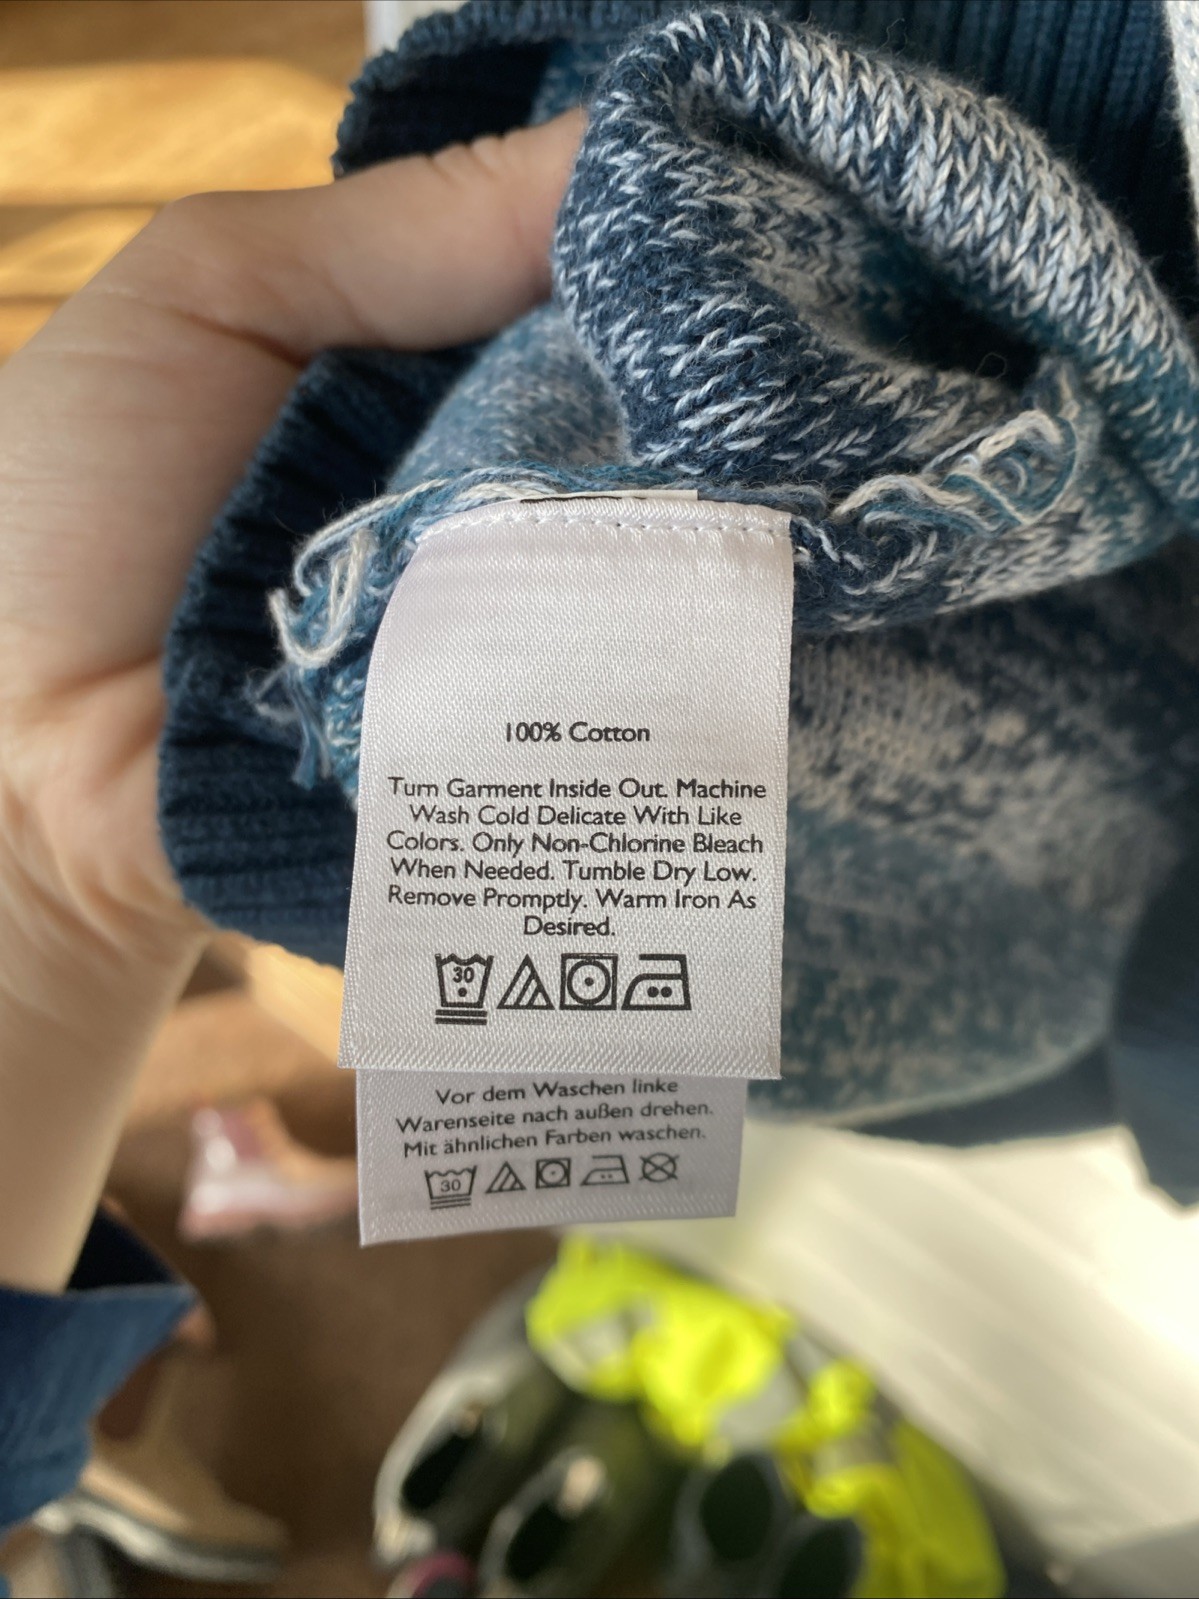 100% Cotton
Turn Garment Inside Out. Machine
Wash Cold Delicate With Like
Colors. Only Non-Chlorine Bleach
When Needed. Tumble Dry Low.
Remove Promptly. Warm Iron As
Desired.
30
Vor dem Waschen linke
Warenseite nach außen drehen.
Mit ähnlichen Farben waschen.
30